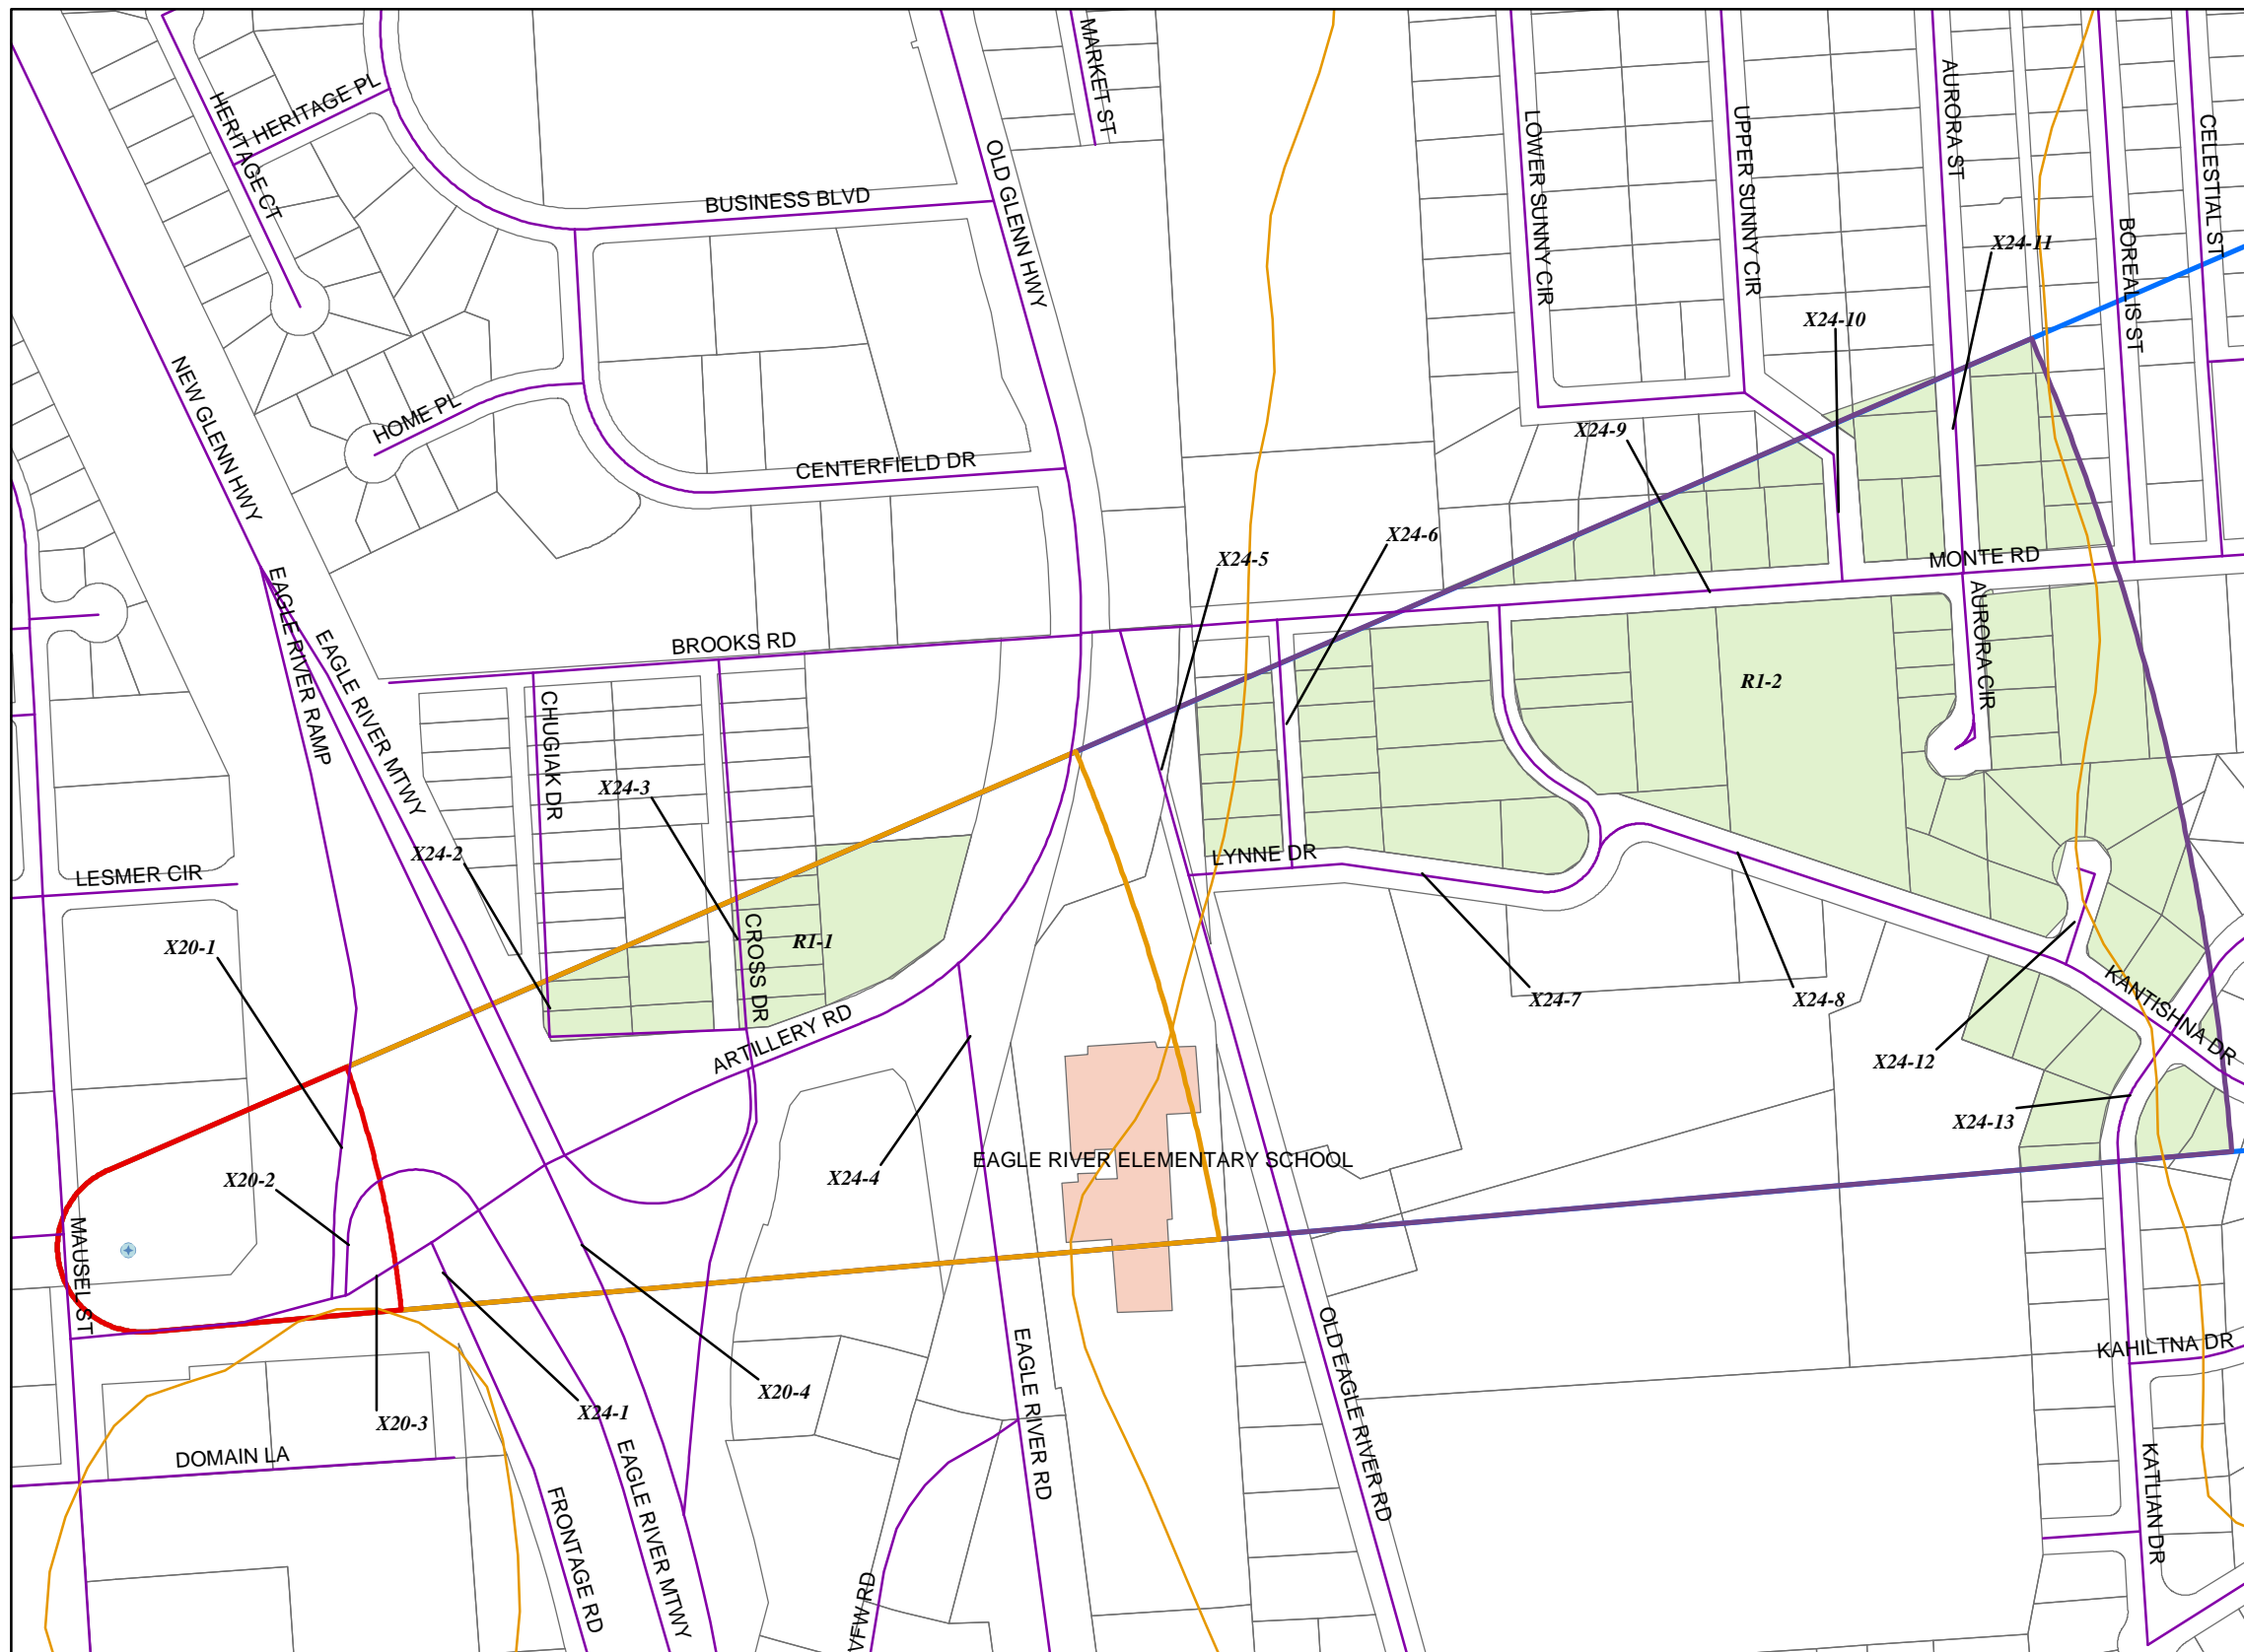 MARKET ST
HERITAGE PL
HERITAGE CT
OLD GLENN HWY
BUSINESS BLVD
LOWER SUNNY CIR
UPPER SUNNY CIR
AURORA ST
CELESTIAL ST
BOREALIS ST
X24-11
X24-10
NEW GLENN HWY
HOME PL
CENTERFIELD DR
X24-9
X24-6
X24-5
MONTE RD
AURORA CIR
EAGLE RIVER RAMP
EAGLE RIVER MTWY
BROOKS RD
R1-2
CHUGIAK DR
X24-3
X24-2
LYNNE DR
LESMER CIR
X20-1
R1-1
CROSS DR
X24-7
X24-8
KANTISHNA DR
ARTILLERY RD
X24-12
X24-13
EAGLE RIVER ELEMENTARY SCHOOL
X24-4
X20-2
MAUSEL ST
KAHILTNA DR
X20-4
X24-1
X20-3
EAGLE RIVER RD
OLD EAGLE RIVER RD
DOMAIN LA
FRONTAGE RD
EAGLE RIVER MTWY
KATLIAN DR
VFW RD